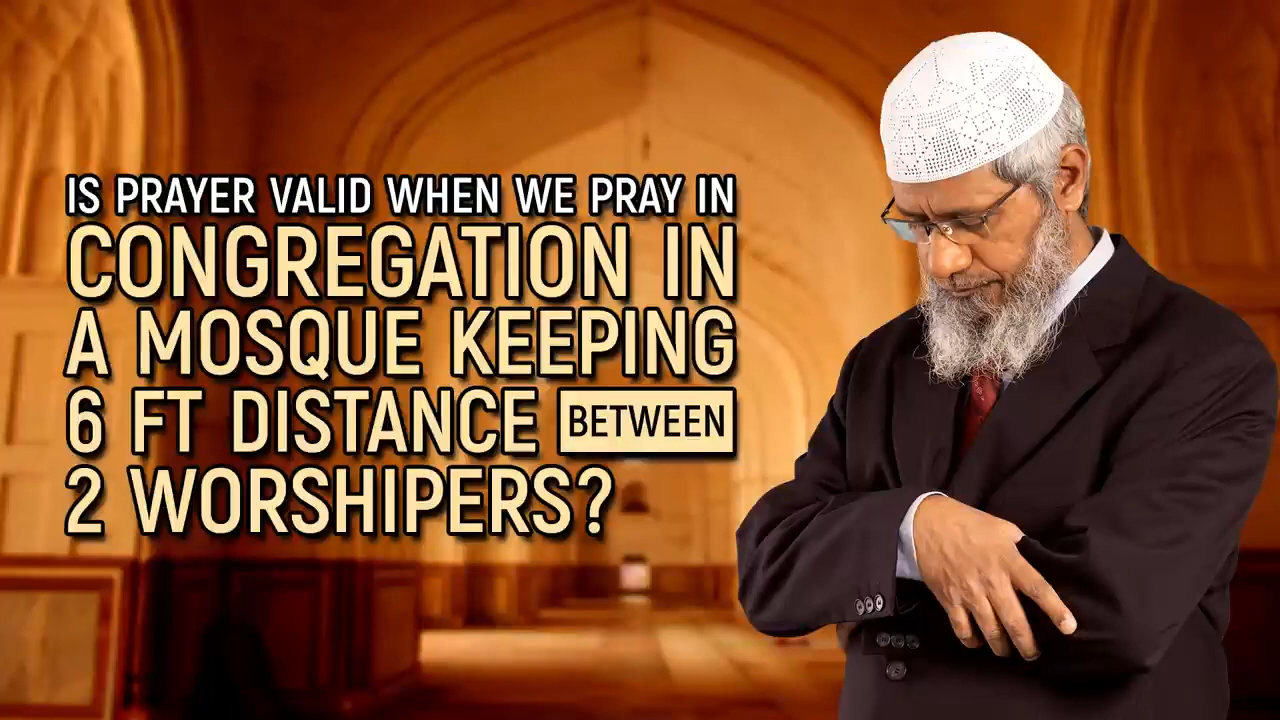 IS PRAYER VALID WHEN WE PRAY IN
CONGREGATION IN
A MOSQUE KEEPING
6 FT DISTANCE BETWEEN
2 WORSHIPERS?